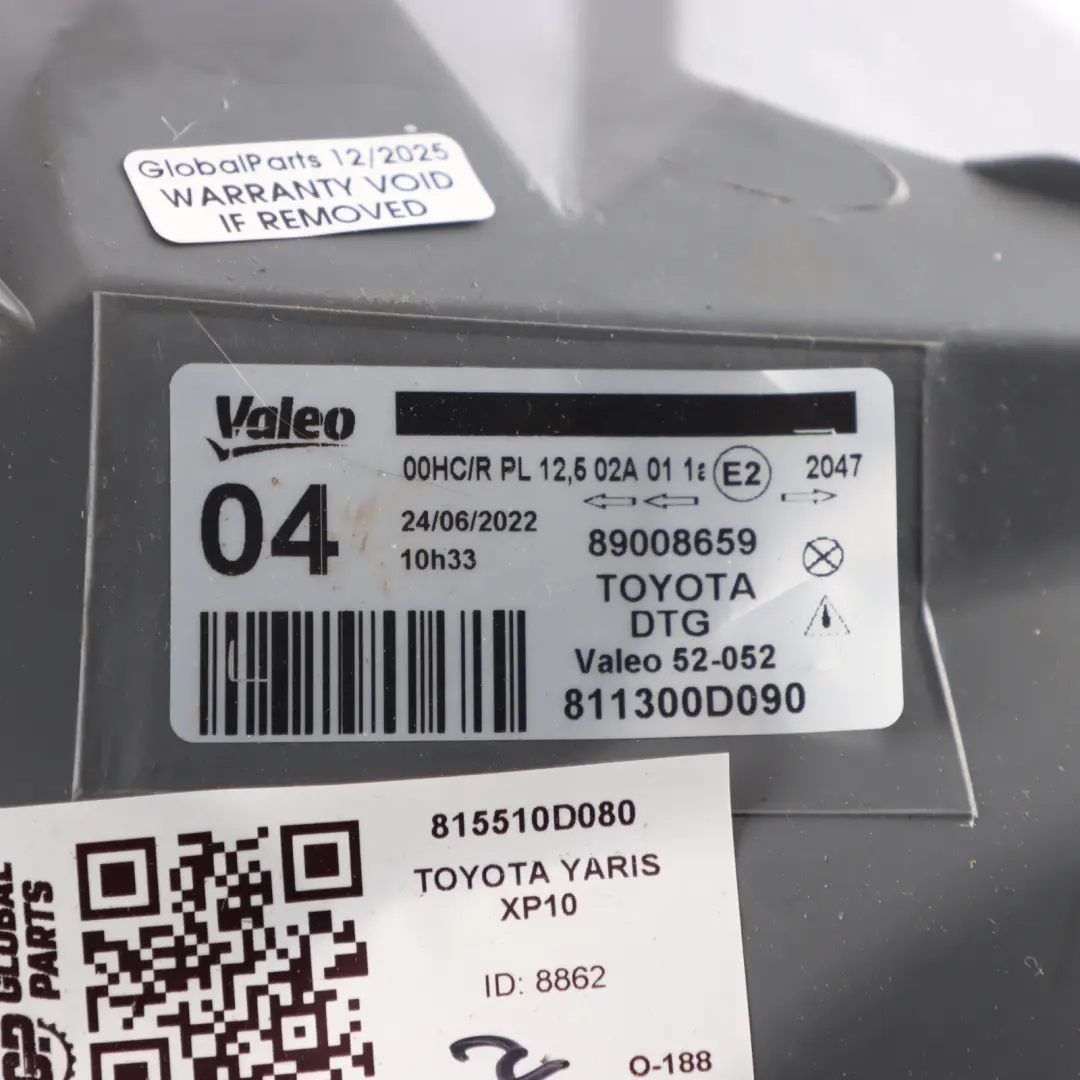 GlobalParts 12/2025
WARRANTY VOID
IF REMOVED
Valeo
00HC/R PL 12,5 02A 01 1a E2 2047
04
24/06/2022
10h33
89008659
TOYOTA
DTG
Valeo 52-052
811300D090
815510D080
TOYOTA YARIS
XP10
ID: 8862
O-188
GLOBAL
PARTS